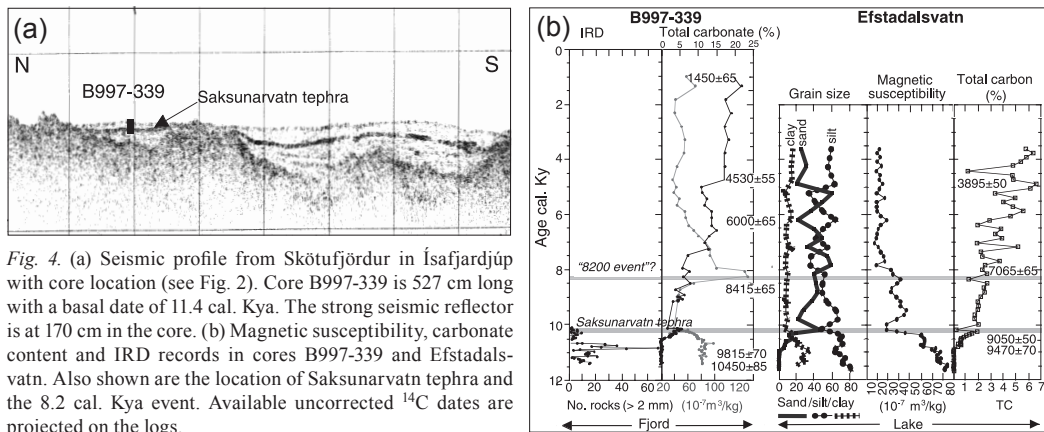 (a)
N
S
B997-339
Saksunarvatn tephra
Fig. 4. (a) Seismic profile from Skötufjördur in Ísafjardjúp
with core location (see Fig. 2). Core B997-339 is 527 cm long
with a basal date of 11.4 cal. Kya. The strong seismic reflector
is at 170 cm in the core. (b) Magnetic susceptibility, carbonate
content and IRD records in cores B997-339 and Efstadals-
vatn. Also shown are the location of Saksunarvatn tephra and
the 8.2 cal. Kya event. Available uncorrected ¹⁴C dates are
projected on the logs.
(b)
B997-339
Efstadalsvatn
IRD
Total carbonate (%)
0 5 10 15 20 25
Age cal. Ky
0
2
4
6
8
10
12
1450±65
4530±55
6000±65
"8200 event"?
8415±65
Saksunarvatn tephra
9815±70
10450±85
0 10 20
20 40 60 80 100 120
No. rocks (> 2 mm)
(10⁻⁷m³/kg)
Fjord
Grain size
clay
sand
silt
0 20 40 60 80
Sand/silt/clay
Magnetic
susceptibility
10 20 30 40 50 60 70 80 90
(10⁻⁷ m³/kg)
Total carbon
(%)
3895±50
7065±65
9050±50
9470±70
1 2 3 4 5 6 7
TC
Lake